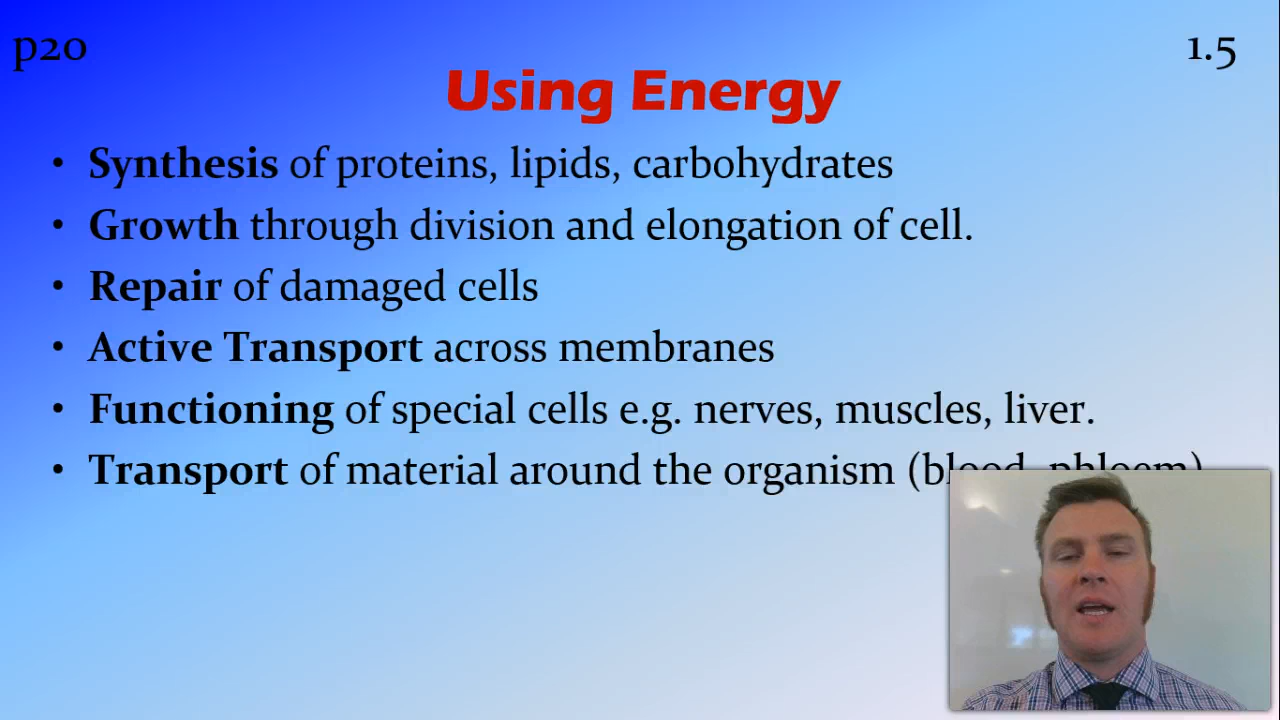 p20
1.5
Using Energy
• Synthesis of proteins, lipids, carbohydrates
• Growth through division and elongation of cell.
• Repair of damaged cells
• Active Transport across membranes
• Functioning of special cells e.g. nerves, muscles, liver.
• Transport of material around the organism (blood, phloem)